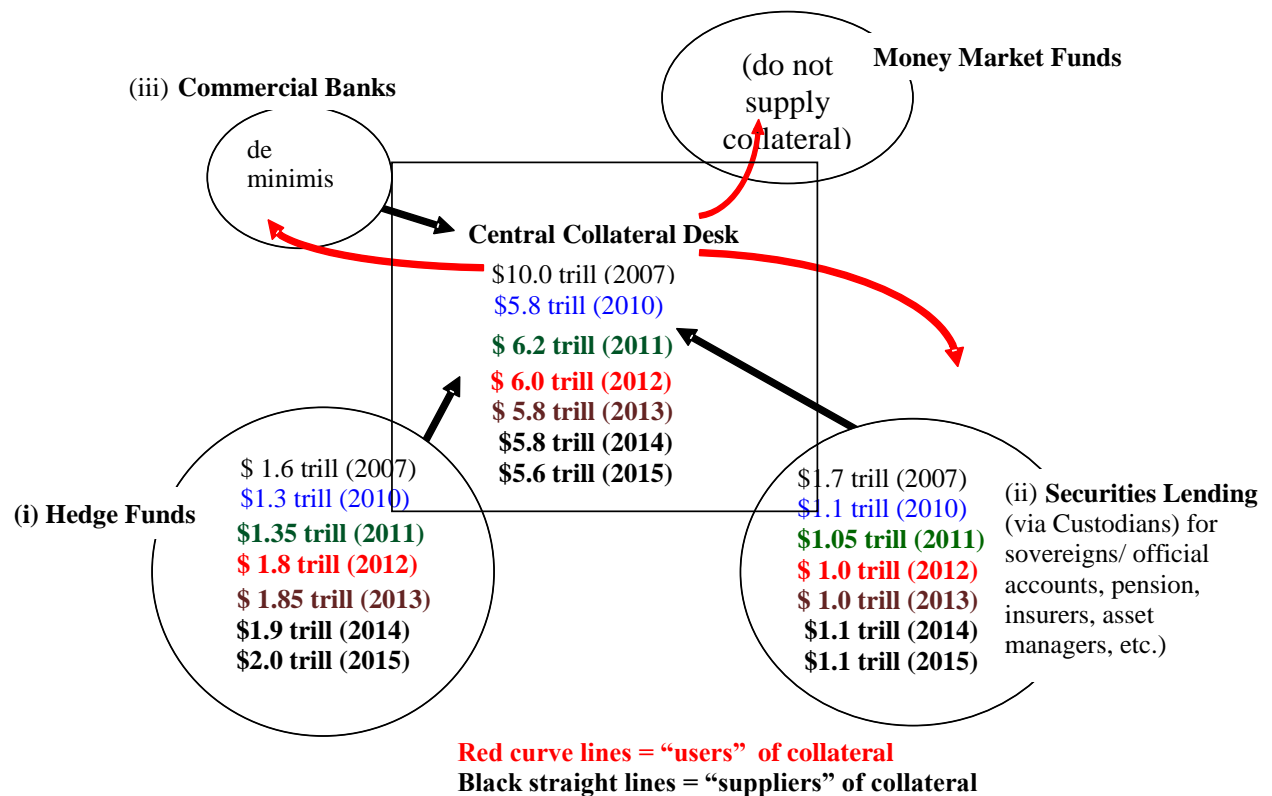 (do not
supply
collateral)
Money Market Funds
(iii) Commercial Banks
de
minimis
Central Collateral Desk
$10.0 trill (2007)
$5.8 trill (2010)
$ 6.2 trill (2011)
$ 6.0 trill (2012)
$ 5.8 trill (2013)
$5.8 trill (2014)
$5.6 trill (2015)
(i) Hedge Funds
$ 1.6 trill (2007)
$1.3 trill (2010)
$1.35 trill (2011)
$ 1.8 trill (2012)
$ 1.85 trill (2013)
$1.9 trill (2014)
$2.0 trill (2015)
$1.7 trill (2007)
$1.1 trill (2010)
$1.05 trill (2011)
$ 1.0 trill (2012)
$ 1.0 trill (2013)
$1.1 trill (2014)
$1.1 trill (2015)
(ii) Securities Lending
(via Custodians) for
sovereigns/ official
accounts, pension,
insurers, asset
managers, etc.)
Red curve lines = “users”  of collateral
Black straight lines = “suppliers” of collateral